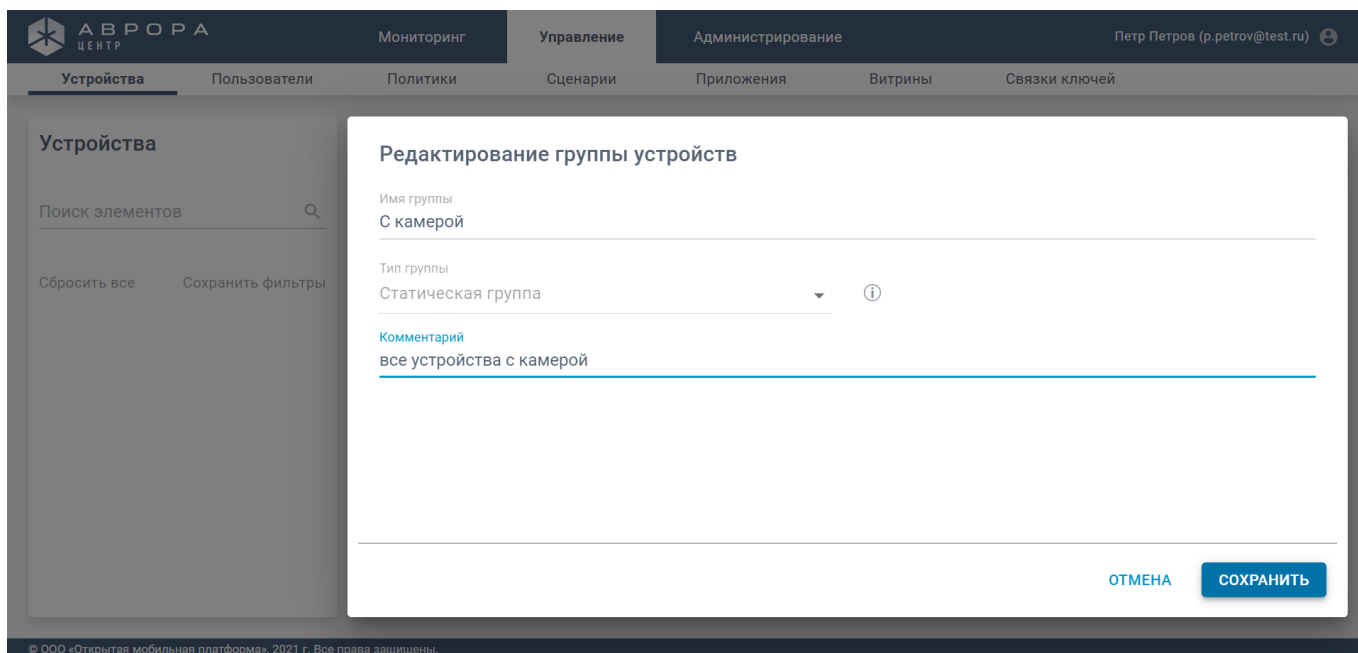 АВРОРА
ЦЕНТР
Мониторинг Управление Администрирование Петр Петров (p.petrov@test.ru)
Устройства Пользователи Политики Сценарии Приложения Витрины Связки ключей
Устройства
Поиск элементов
Сбросить все Сохранить фильтры
Редактирование группы устройств
Имя группы
С камерой
Тип группы
Статическая группа
Комментарий
все устройства с камерой
ОТМЕНА СОХРАНИТЬ
© ООО «Открытая мобильная платформа», 2021 г. Все права защищены.